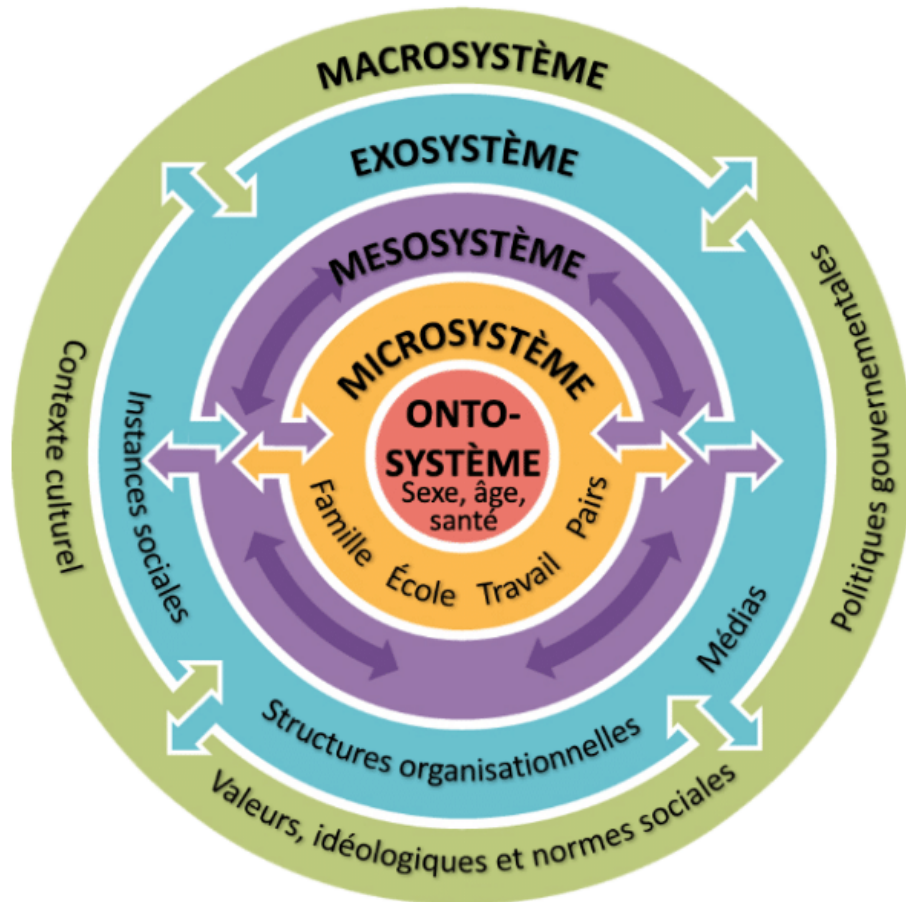 MACROSYSTÈME
EXOSYSTÈME
MESOSYSTÈME
MICROSYSTÈME
ONTO-
SYSTÈME
Sexe, âge,
santé
Famille
École
Travail
Pairs
Instances sociales
Structures organisationnelles
Médias
Contexte culturel
Valeurs, idéologiques et normes sociales
Politiques gouvernementales